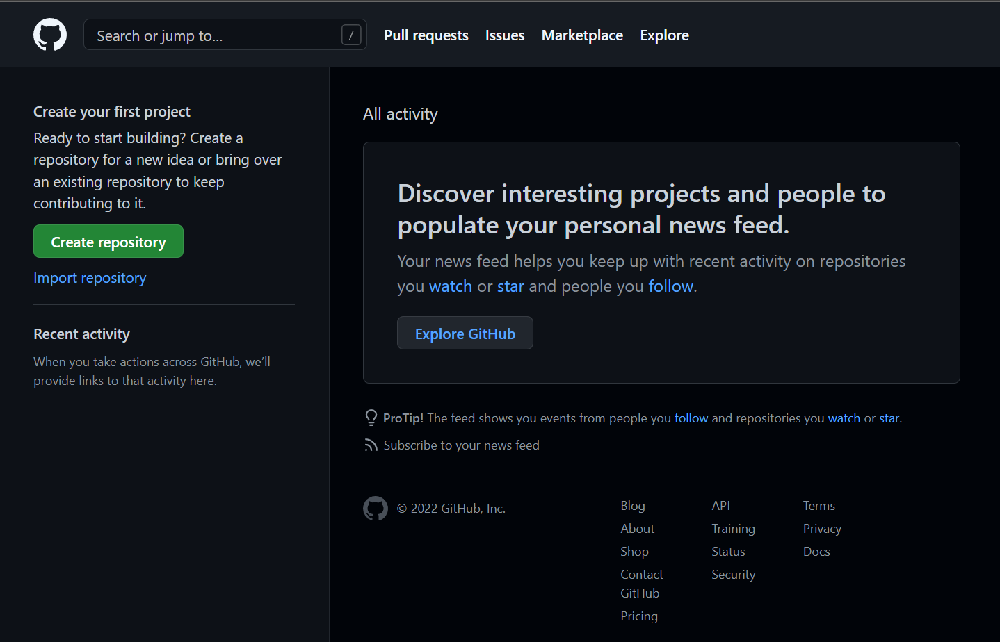 Search or jump to...
/
Pull requests
Issues
Marketplace
Explore
Create your first project
Ready to start building? Create a
repository for a new idea or bring over
an existing repository to keep
contributing to it.
Create repository
Import repository
Recent activity
When you take actions across GitHub, we’ll
provide links to that activity here.
All activity
Discover interesting projects and people to
populate your personal news feed.
Your news feed helps you keep up with recent activity on repositories
you watch or star and people you follow.
Explore GitHub
ProTip! The feed shows you events from people you follow and repositories you watch or star.
Subscribe to your news feed
© 2022 GitHub, Inc.
Blog
About
Shop
Contact
GitHub
Pricing
API
Training
Status
Security
Terms
Privacy
Docs